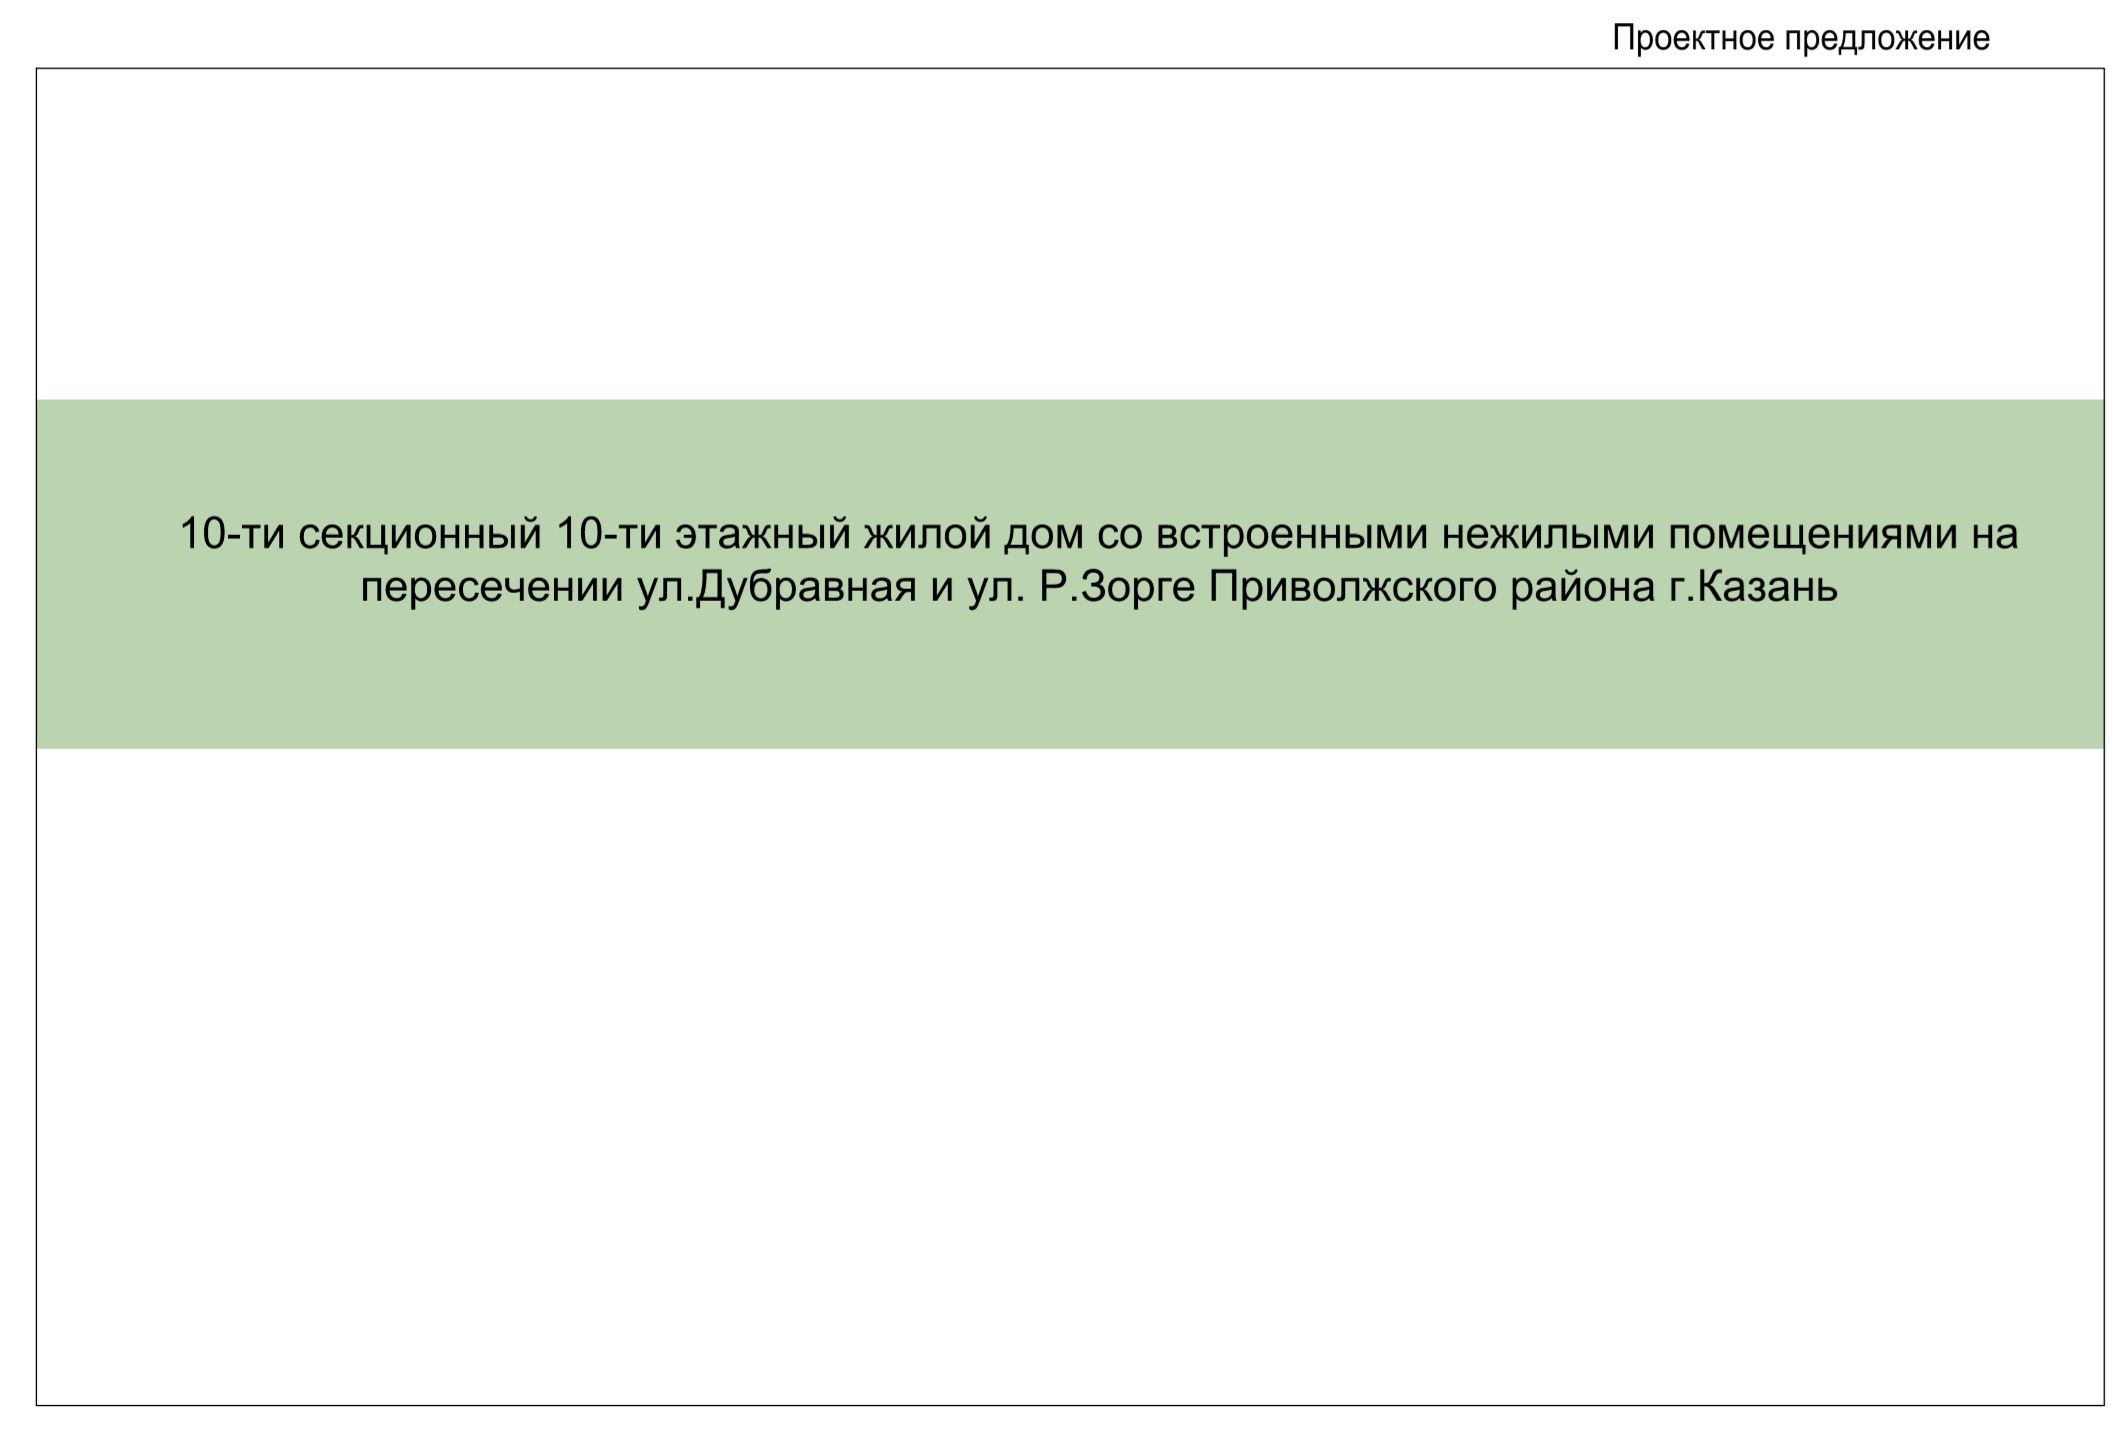 Проектное предложение
10-ти секционный 10-ти этажный жилой дом со встроенными нежилыми помещениями на
пересечении ул.Дубравная и ул. Р.Зорге Приволжского района г.Казань